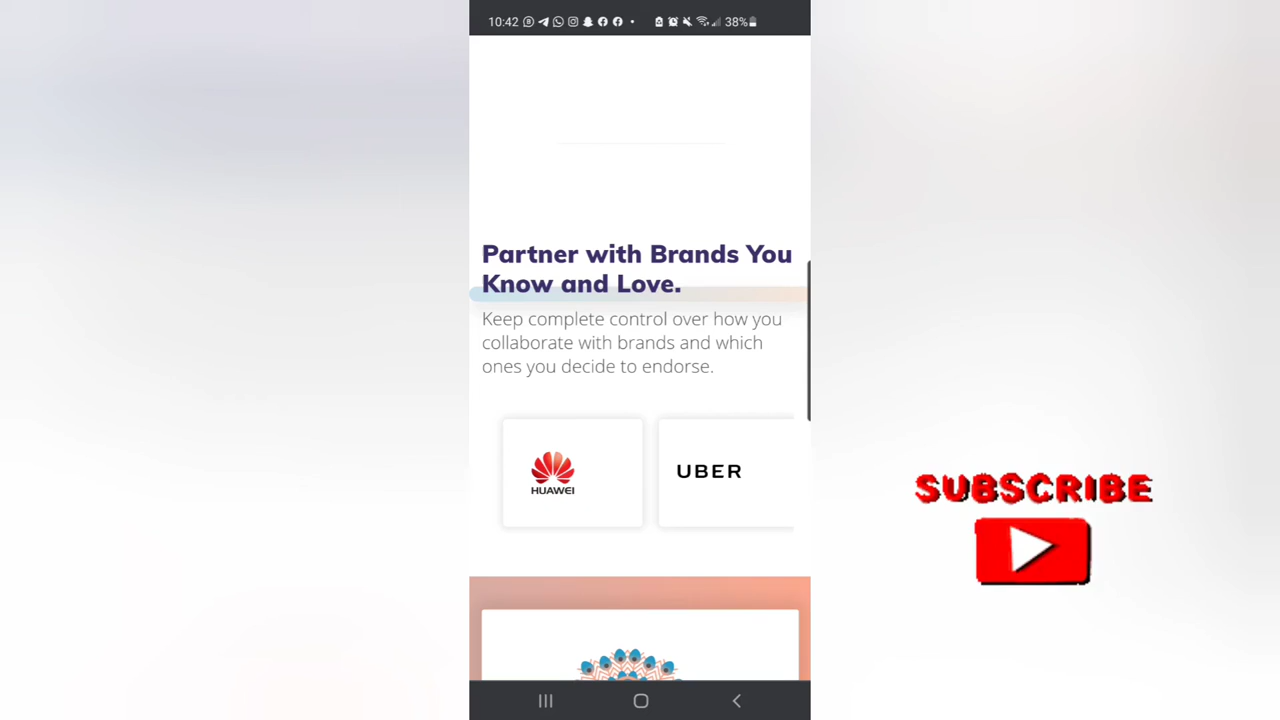 10:42
38%
Partner with Brands You
Know and Love.
Keep complete control over how you
collaborate with brands and which
ones you decide to endorse.
HUAWEI
UBER
SUBSCRIBE